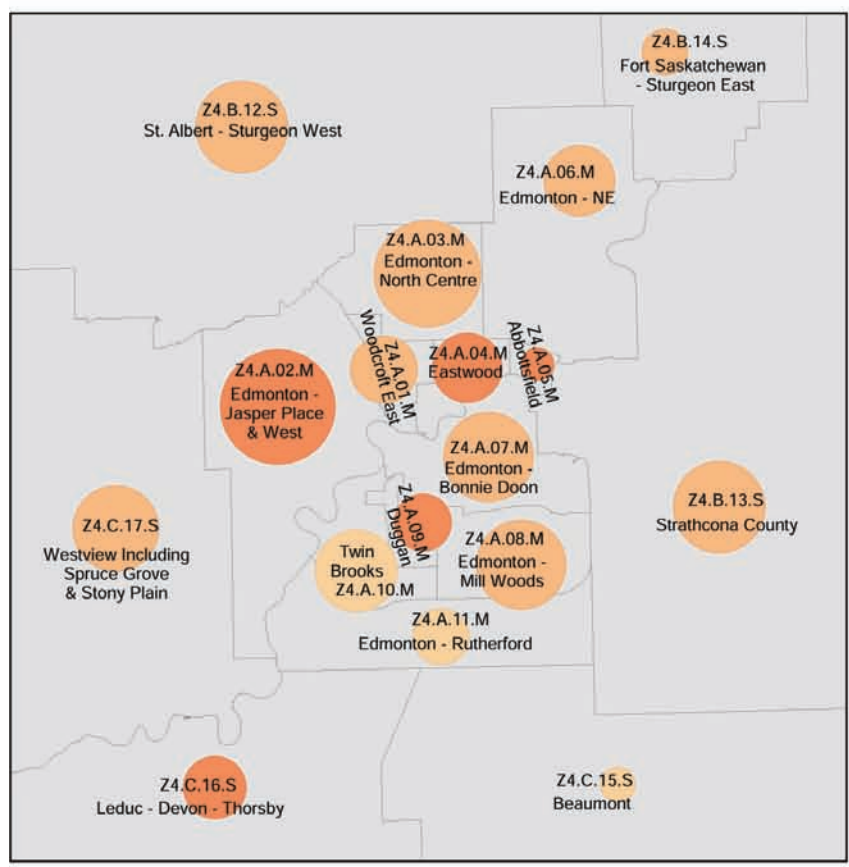 Z4.B.14.S
Fort Saskatchewan
- Sturgeon East
Z4.B.12.S
St. Albert - Sturgeon West
Z4.A.06.M
Edmonton - NE
Z4.A.03.M
Edmonton -
North Centre
Z4.A.01.M
Woodcroft East
Z4.A.04.M
Eastwood
Z4.A.05.M
Abbottsfield
Z4.A.02.M
Edmonton -
Jasper Place
& West
Z4.A.07.M
Edmonton -
Bonnie Doon
Z4.B.13.S
Strathcona County
Z4.C.17.S
Westview Including
Spruce Grove
& Stony Plain
Z4.A.09.M
Duggan
Z4.A.08.M
Edmonton -
Mill Woods
Twin
Brooks
Z4.A.10.M
Z4.A.11.M
Edmonton - Rutherford
Z4.C.16.S
Leduc - Devon - Thorsby
Z4.C.15.S
Beaumont